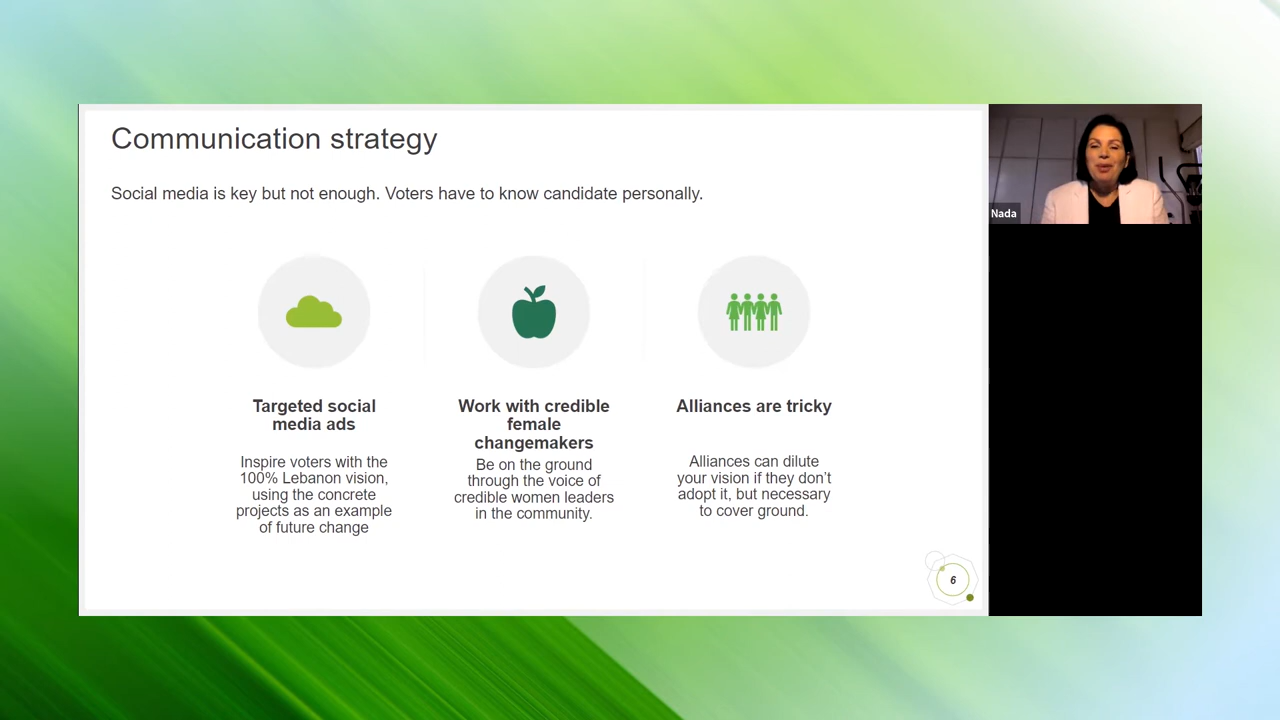 Communication strategy
Social media is key but not enough. Voters have to know candidate personally.
Targeted social
media ads
Inspire voters with the
100% Lebanon vision,
using the concrete
projects as an example
of future change
Work with credible
female
changemakers
Be on the ground
through the voice of
credible women leaders
in the community.
Alliances are tricky
Alliances can dilute
your vision if they don’t
adopt it, but necessary
to cover ground.
6
Nada